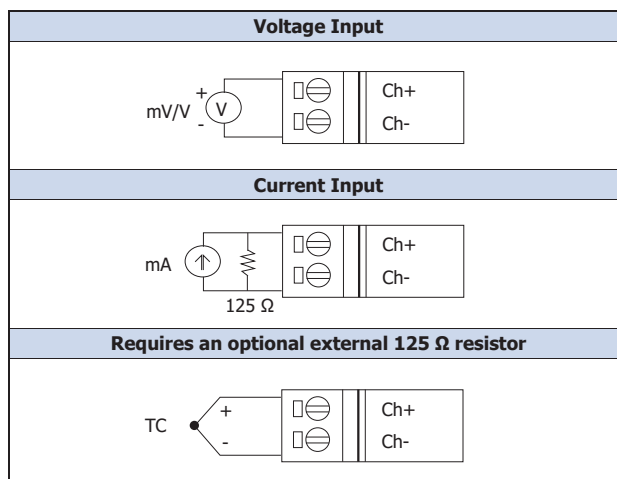 Voltage Input
+
mV/V V
-
Ch+
Ch-
Current Input
mA
125 Ω
Ch+
Ch-
Requires an optional external 125 Ω resistor
TC
+
-
Ch+
Ch-